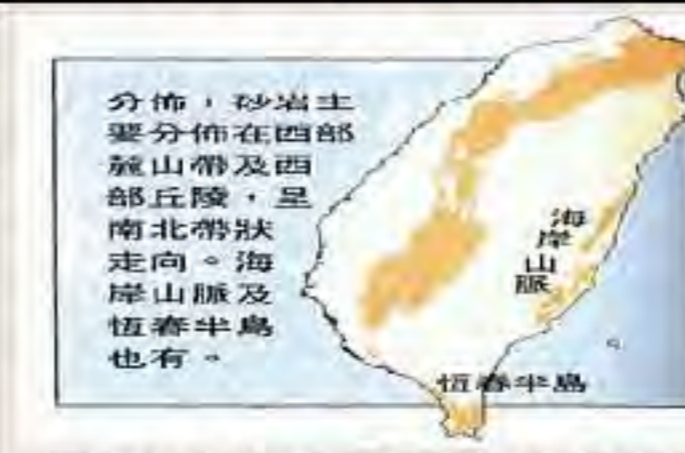 分佈，砂岩主
要分佈在西部
麓山帶及西
部丘陵，呈
南北帶狀
走向。海
岸山脈及
恆春半島
也有。
海岸山脈
恆春半島